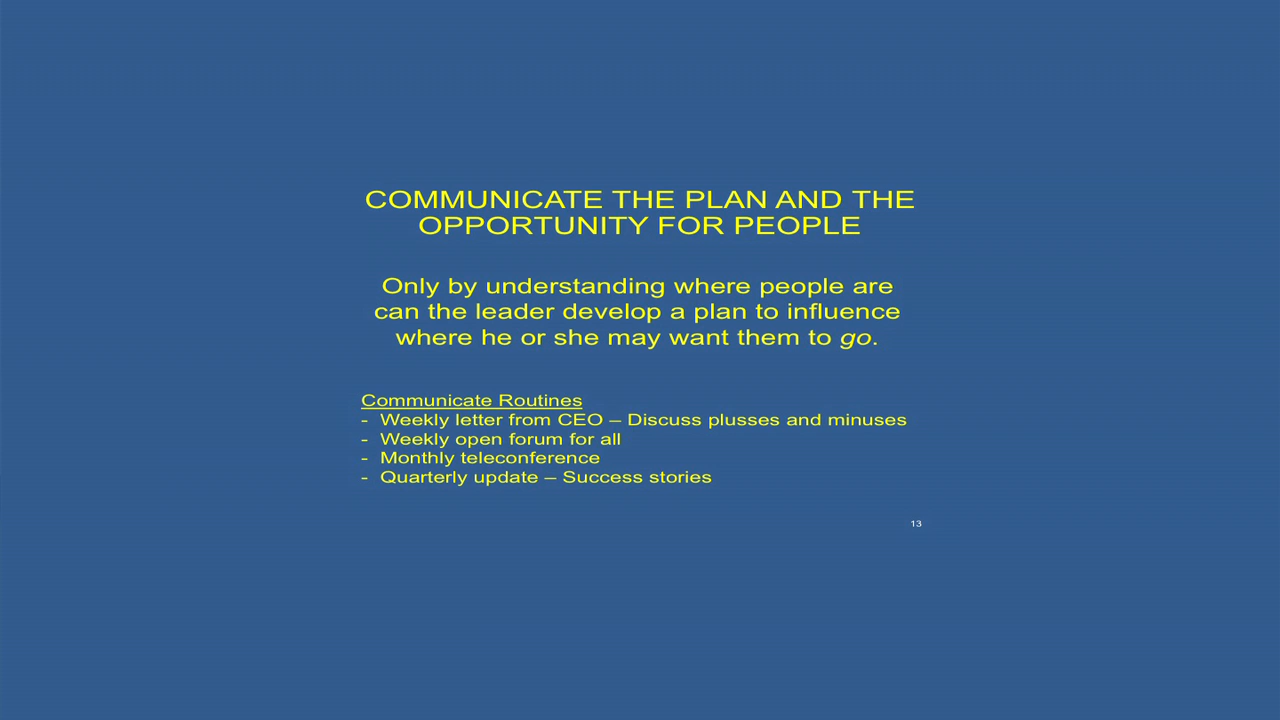 COMMUNICATE THE PLAN AND THE
OPPORTUNITY FOR PEOPLE
Only by understanding where people are
can the leader develop a plan to influence
where he or she may want them to go.
Communicate Routines
- Weekly letter from CEO – Discuss plusses and minuses
- Weekly open forum for all
- Monthly teleconference
- Quarterly update – Success stories
13